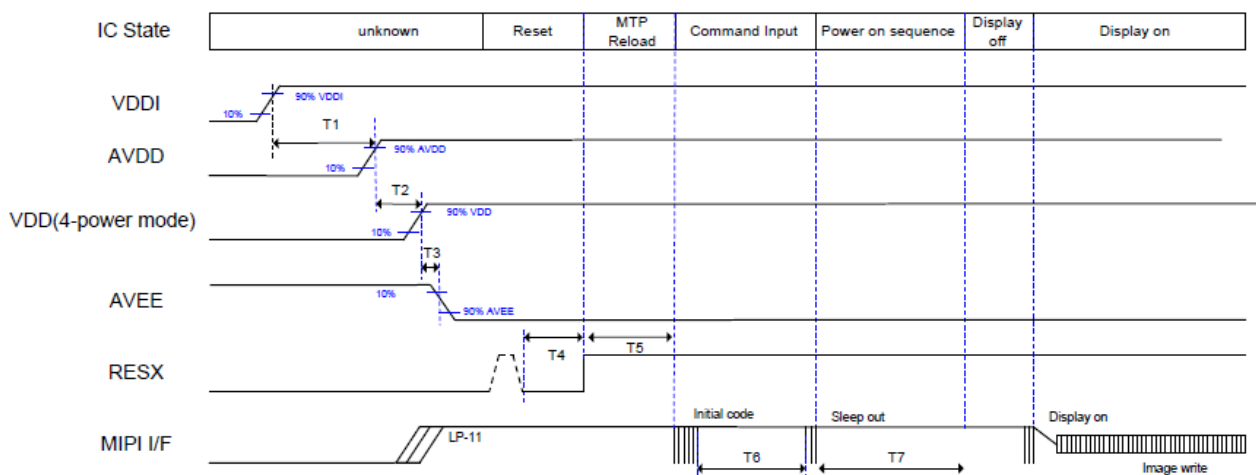 IC State
unknown
Reset
MTP
Reload
Command Input
Power on sequence
Display
off
Display on
VDDI
10%
90% VDDI
T1
AVDD
10%
90% AVDD
T2
VDD(4-power mode)
10%
90% VDD
T3
AVEE
10%
90% AVEE
RESX
T4
T5
MIPI I/F
LP-11
Initial code
Sleep out
Display on
T6
T7
Image write